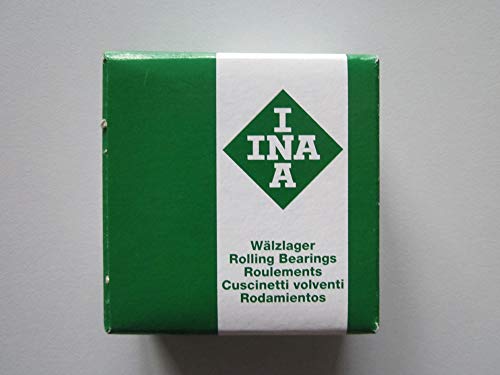 I
INA
A
Wälzlager
Rolling Bearings
Roulements
Cuscinetti volventi
Rodamientos